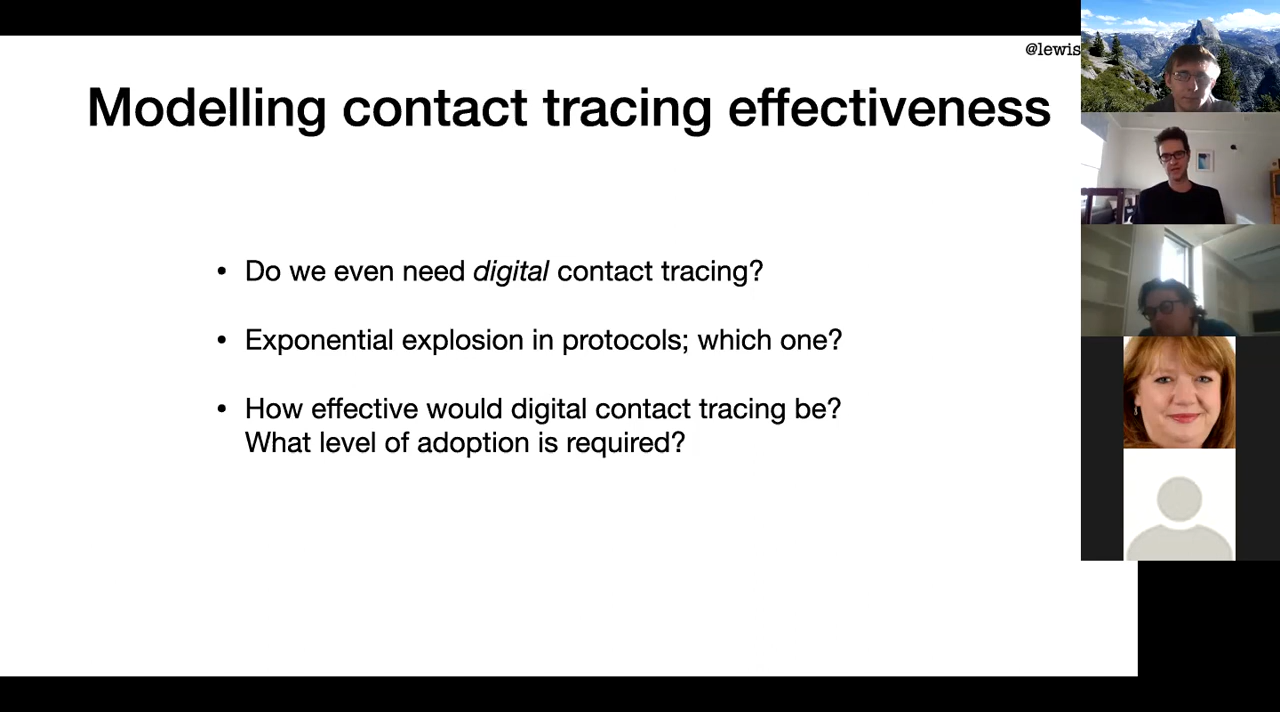 @lewis
Modelling contact tracing effectiveness
• Do we even need digital contact tracing?
• Exponential explosion in protocols; which one?
• How effective would digital contact tracing be?
What level of adoption is required?